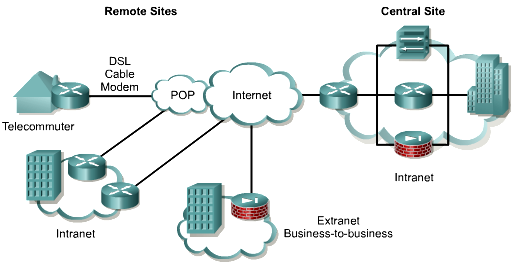 Remote Sites
Central Site
DSL
Cable
Modem
POP
Internet
Telecommuter
Intranet
Intranet
Extranet
Business-to-business